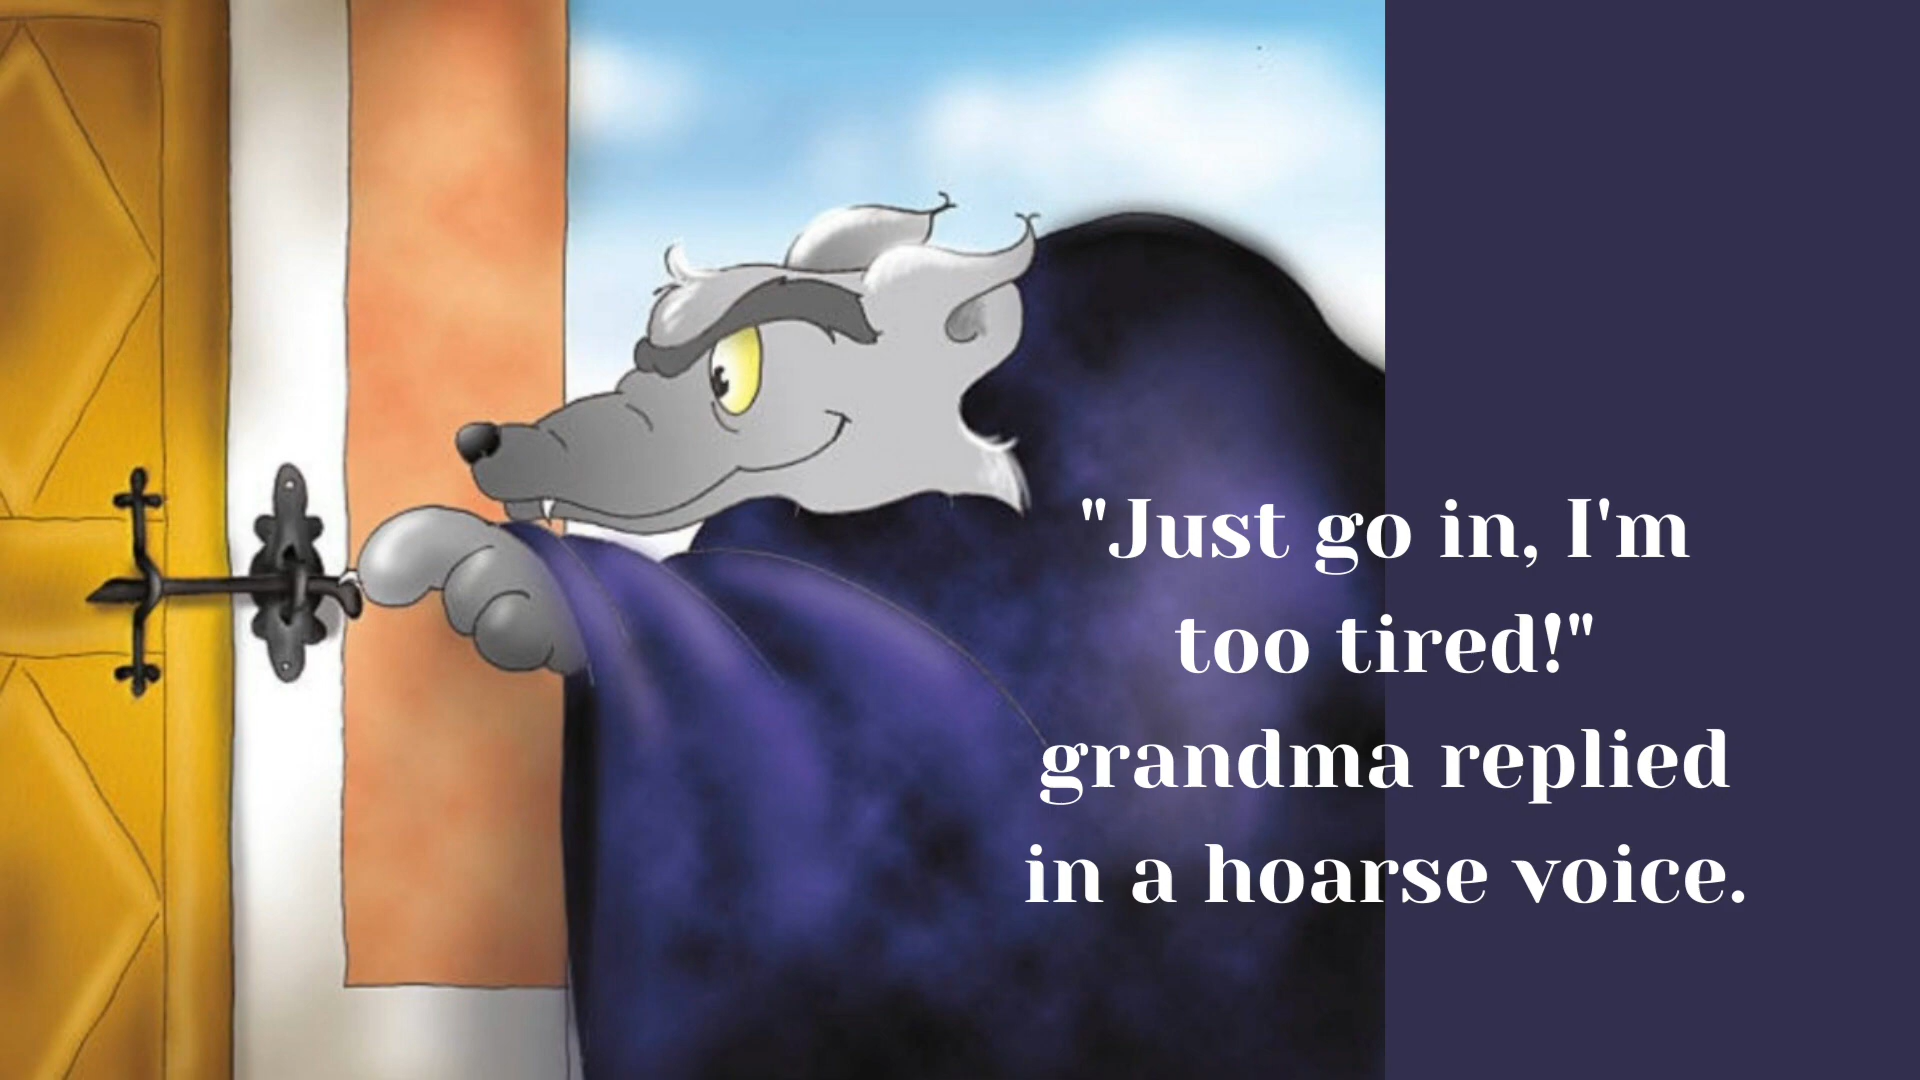 "Just go in, I'm
too tired!"
grandma replied
in a hoarse voice.